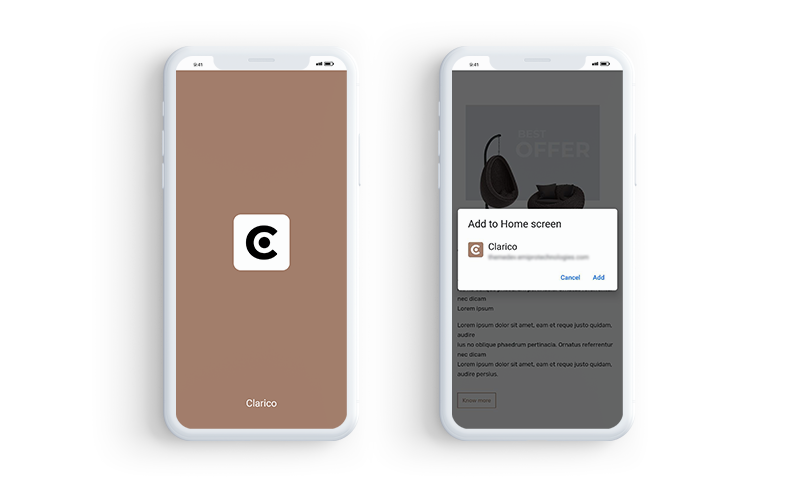 9:41
Clarico
9:41
BEST
OFFER
Add to Home screen
Clarico
Cancel
Add
nec dicam
Lorem ipsum
Lorem ipsum dolor sit amet, eam et reque justo quidam,
audire
ius no oblique phaedrum pertinacia. Ornatus referrentur
nec dicam
Lorem ipsum dolor sit amet, eam et reque justo quidam,
audire persius.
Know more